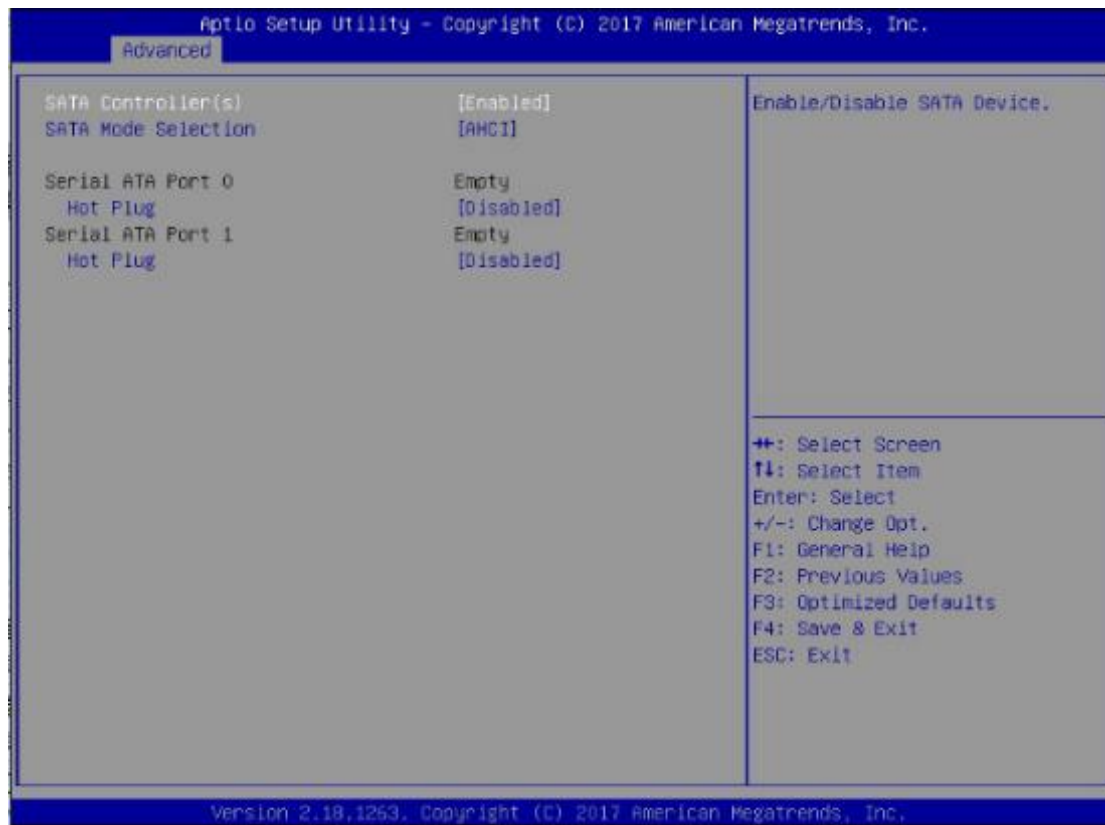 Aptio Setup Utility - Copyright (C) 2017 American Megatrends, Inc.
Advanced
SATA Controller(s) [Enabled]
SATA Mode Selection [AHCI]
Serial ATA Port 0 Empty
Hot Plug [Disabled]
Serial ATA Port 1 Empty
Hot Plug [Disabled]
Enable/Disable SATA Device.
→←: Select Screen
↑↓: Select Item
Enter: Select
+/-: Change Opt.
F1: General Help
F2: Previous Values
F3: Optimized Defaults
F4: Save & Exit
ESC: Exit
Version 2.18.1263. Copyright (C) 2017 American Megatrends, Inc.